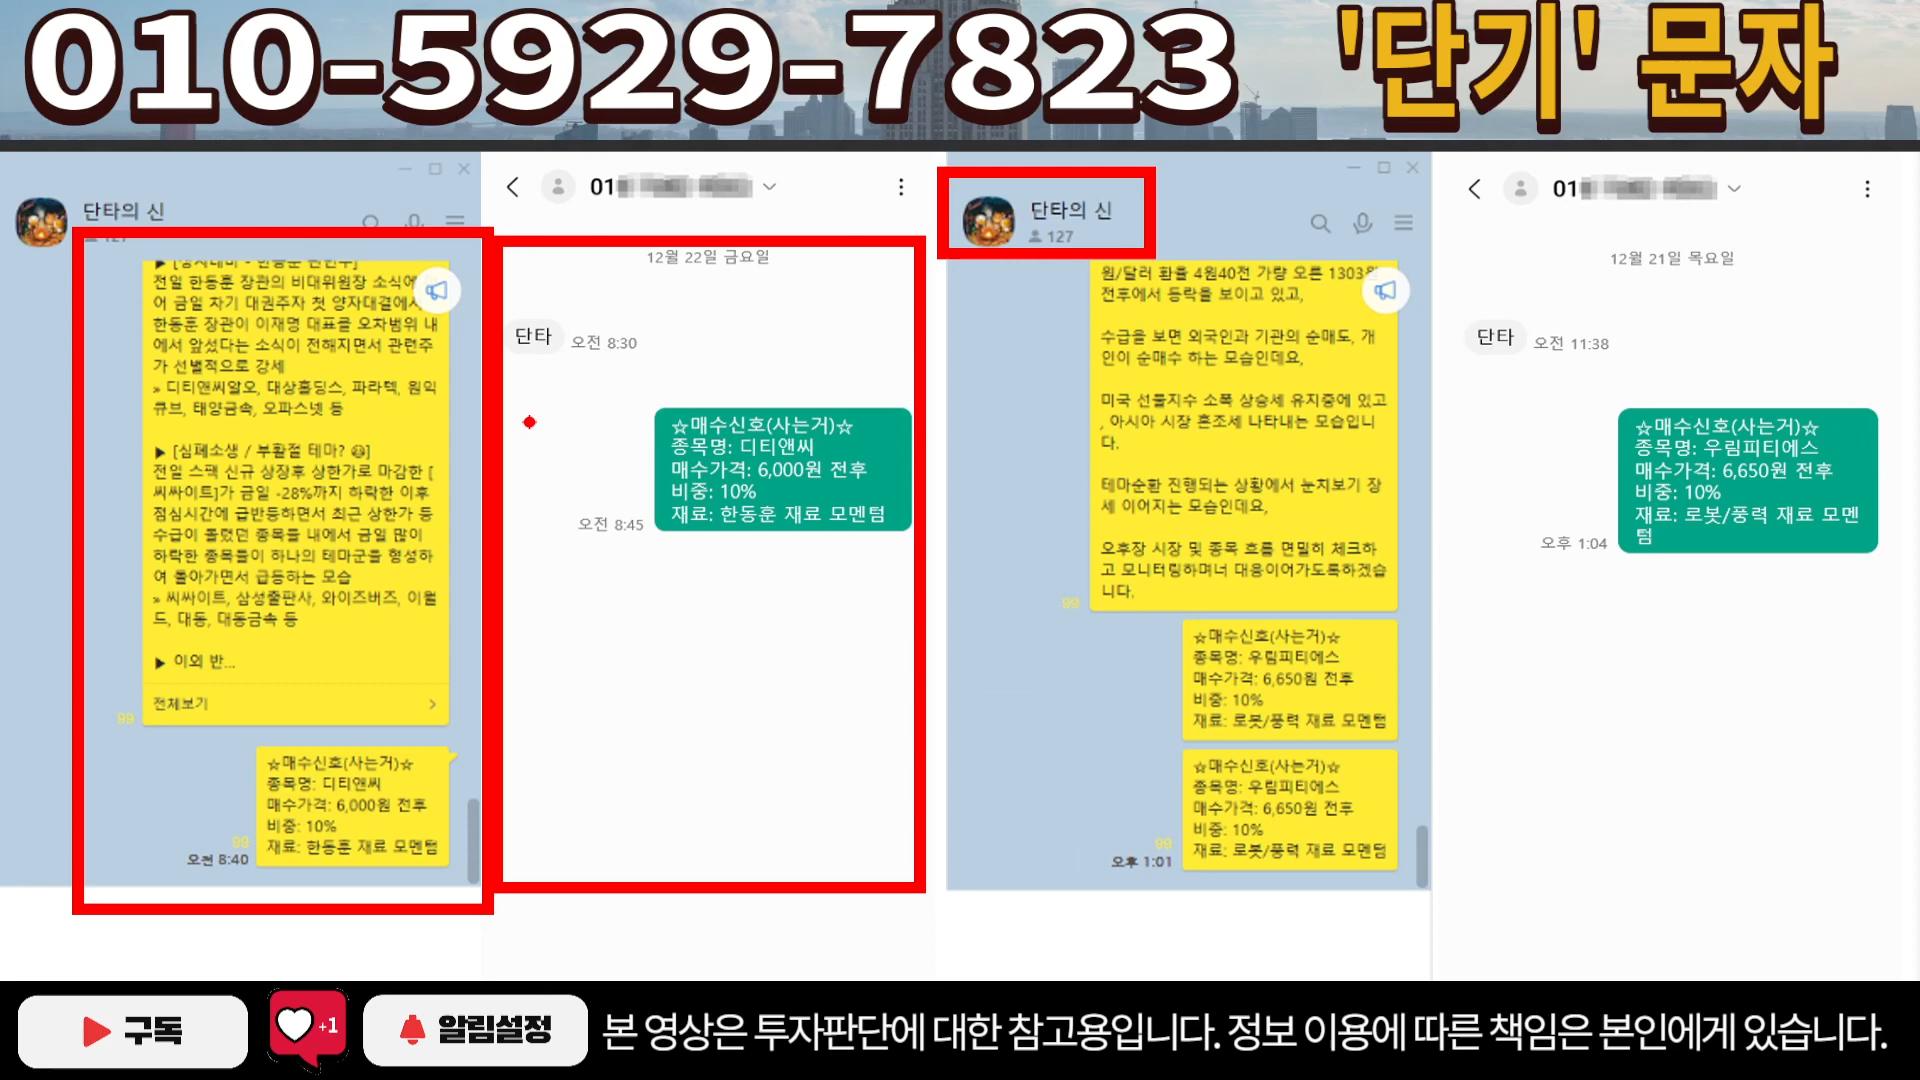 010-5929-7823 '단기' 문자
단타의 신
127
전일 한동훈 장관의 비대위원장 소식에
어 금일 차기 대권주자 첫 양자대결에서
한동훈 장관이 이재명 대표를 오차범위 내
에서 앞섰다는 소식이 전해지면서 관련주
가 선별적으로 강세
» 디티앤씨알오, 대상홀딩스, 파라텍, 원익
큐브, 태양금속, 오파스넷 등
▶ [심폐소생 / 부활절 테마? 😂]
전일 스팩 신규 상장후 상한가로 마감한 [
씨싸이트]가 금일 -28%까지 하락한 이후
점심시간에 급반등하면서 최근 상한가 등
수급이 몰렸던 종목들 내에서 금일 많이
하락한 종목들이 하나의 테마군을 형성하
여 돌아가면서 급등하는 모습
» 씨싸이트, 삼성출판사, 와이즈버즈, 이월
드, 대동, 대동금속 등
▶ 이외 반...
전체보기
99
☆매수신호(사는거)☆
종목명: 디티앤씨
매수가격: 6,000원 전후
비중: 10%
재료: 한동훈 재료 모멘텀
99
오전 8:40
01
12월 22일 금요일
단타
오전 8:30
☆매수신호(사는거)☆
종목명: 디티앤씨
매수가격: 6,000원 전후
비중: 10%
재료: 한동훈 재료 모멘텀
오전 8:45
단타의 신
127
원/달러 환율 4원40전 가량 오른 1303원
전후에서 등락을 보이고 있고,
수급을 보면 외국인과 기관의 순매도, 개
인이 순매수 하는 모습인데요,
미국 선물지수 소폭 상승세 유지중에 있고
, 아시아 시장 혼조세 나타내는 모습입니
다.
테마순환 진행되는 상황에서 눈치보기 장
세 이어지는 모습인데요,
오후장 시장 및 종목 흐름 면밀히 체크하
고 모니터링하며너 대응이어가도록하겠습
니다.
99
☆매수신호(사는거)☆
종목명: 우림피티에스
매수가격: 6,650원 전후
비중: 10%
재료: 로봇/풍력 재료 모멘텀
☆매수신호(사는거)☆
종목명: 우림피티에스
매수가격: 6,650원 전후
비중: 10%
재료: 로봇/풍력 재료 모멘텀
99
오후 1:01
01
12월 21일 목요일
단타
오전 11:38
☆매수신호(사는거)☆
종목명: 우림피티에스
매수가격: 6,650원 전후
비중: 10%
재료: 로봇/풍력 재료 모멘
텀
오후 1:04
구독
+1
알림설정
본 영상은 투자판단에 대한 참고용입니다. 정보 이용에 따른 책임은 본인에게 있습니다.